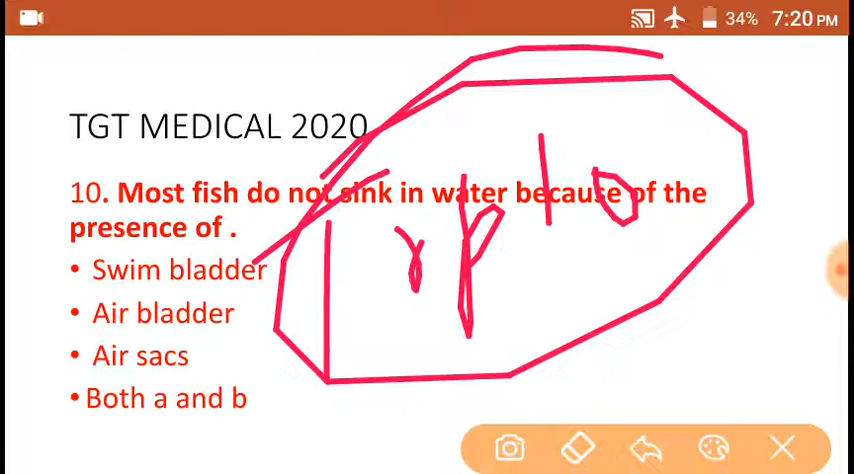 34% 7:20 PM
TGT MEDICAL 2020
10. Most fish do not sink in water because of the
presence of .
• Swim bladder
• Air bladder
• Air sacs
• Both a and b